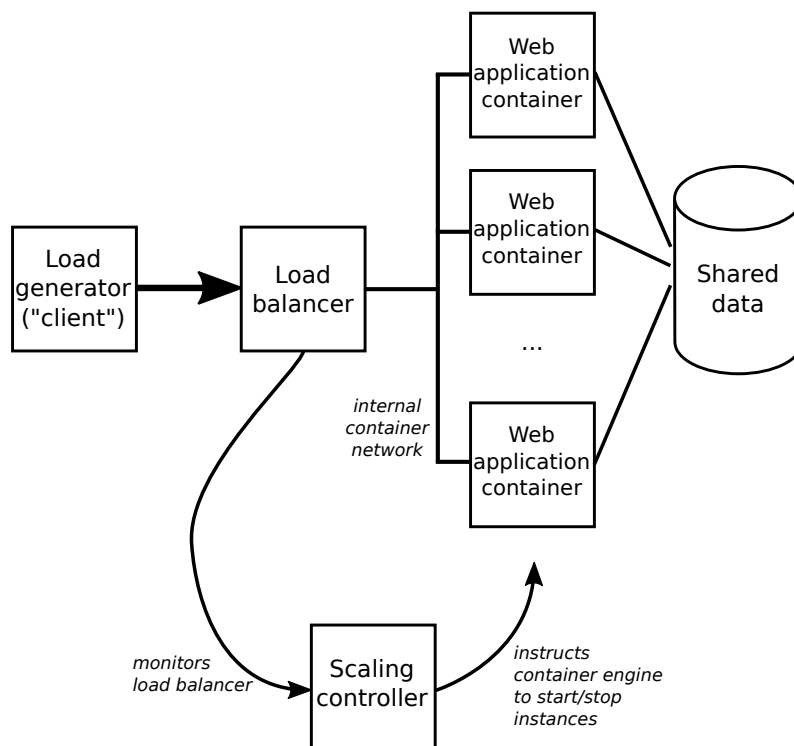 Web
application
container
Web
application
container
Load
generator
("client")
Load
balancer
Shared
data
...
internal
container
network
Web
application
container
monitors
load balancer
Scaling
controller
instructs
container engine
to start/stop
instances